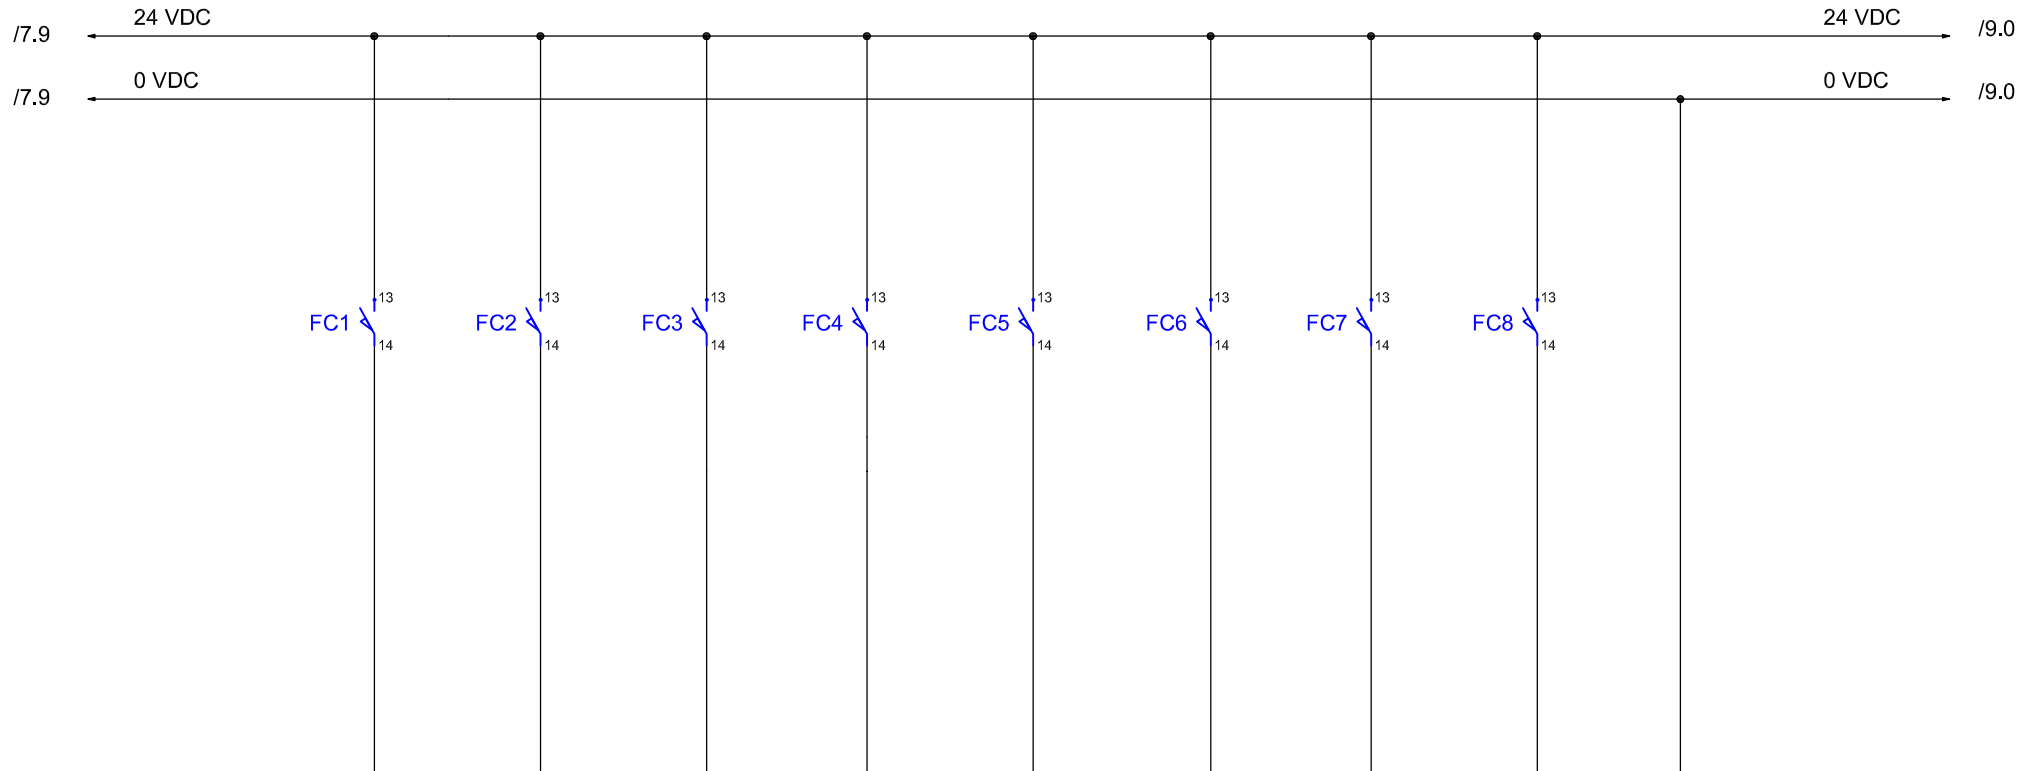 /7.9 24 VDC 24 VDC /9.0
/7.9 0 VDC 0 VDC /9.0
13 13 13 13 13 13 13 13
FC1 FC2 FC3 FC4 FC5 FC6 FC7 FC8
14 14 14 14 14 14 14 14